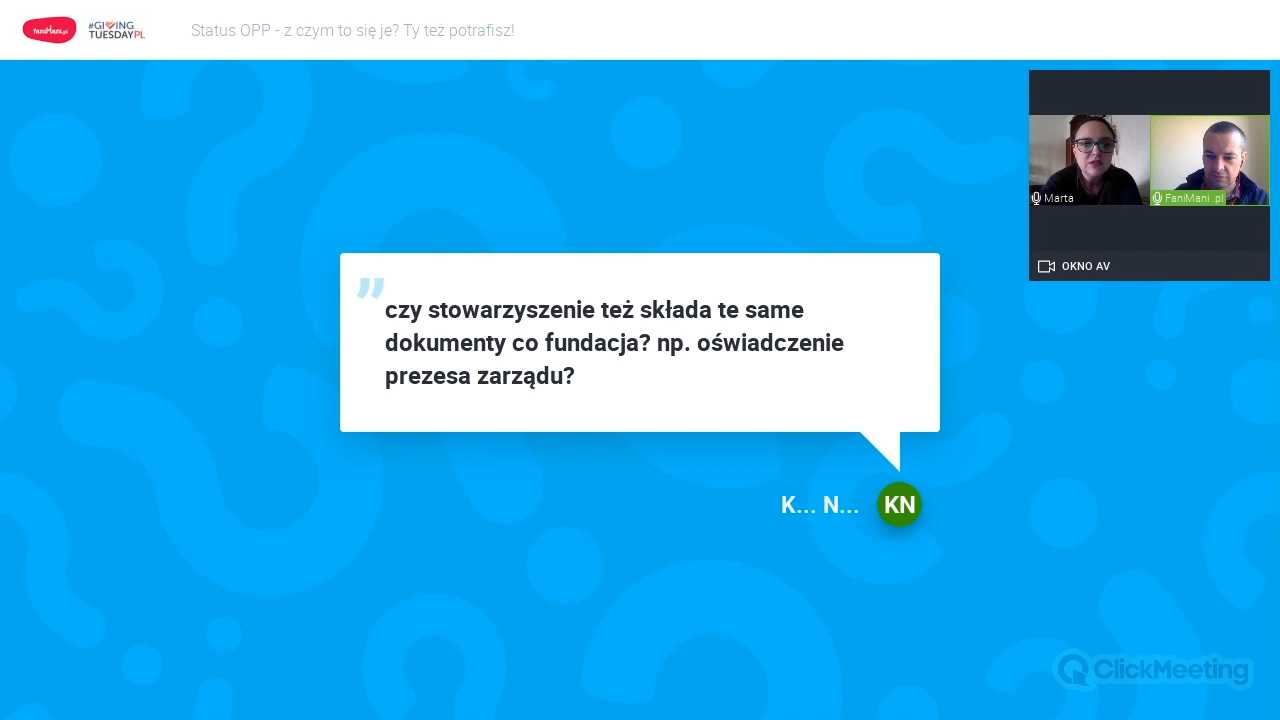 faniMani.pl
#GIVING
TUESDAYPL
Status OPP - z czym to się je? Ty też potrafisz!
Marta
FaniMani .pl
OKNO AV
”
czy stowarzyszenie też składa te same
dokumenty co fundacja? np. oświadczenie
prezesa zarządu?
K... N...
KN
ClickMeeting